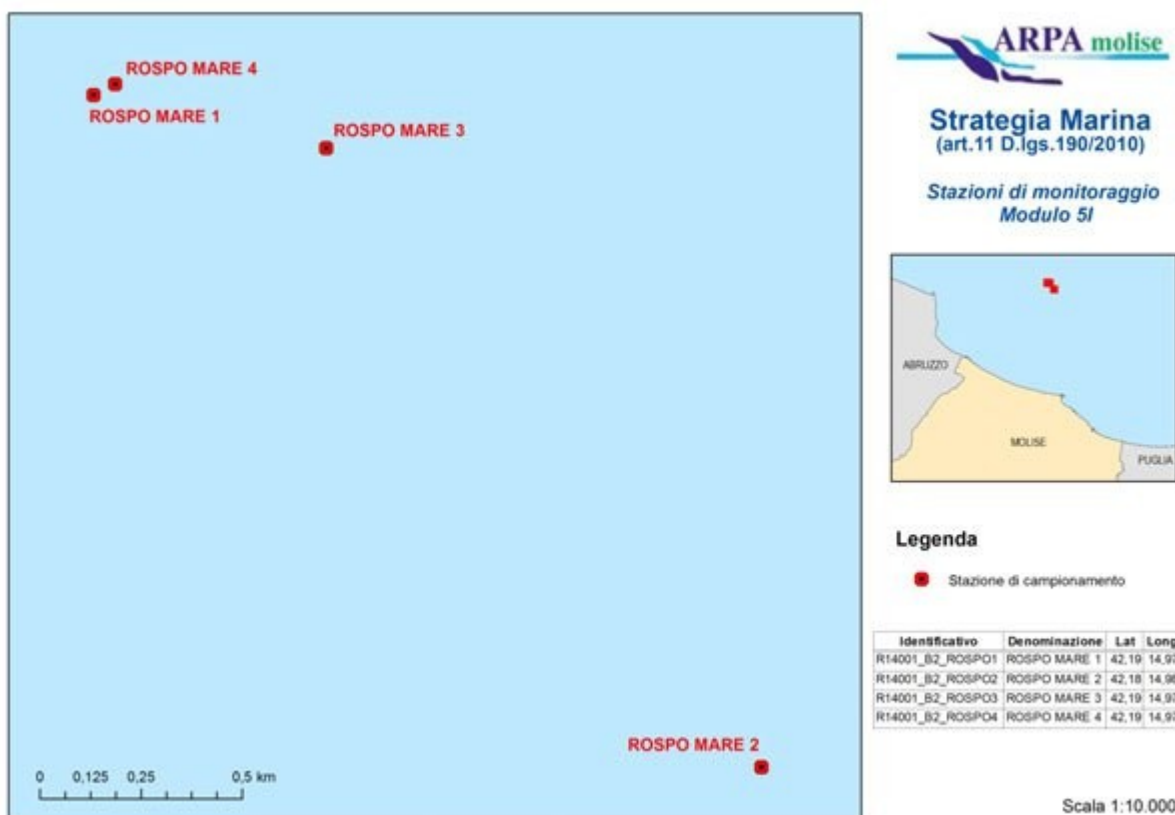 ROSPO MARE 4
ROSPO MARE 1
ROSPO MARE 3
ROSPO MARE 2
0 0,125 0,25 0,5 km
ARPA molise
Strategia Marina
(art.11 D.lgs.190/2010)
Stazioni di monitoraggio
Modulo 5I
ABRUZZO
MOLISE
PUGLIA
Legenda
Stazione di campionamento
Identificativo Denominazione Lat Long
R14001_B2_ROSPO1 ROSPO MARE 1 42,19
R14001_B2_ROSPO2 ROSPO MARE 2 42,18
R14001_B2_ROSPO3 ROSPO MARE 3 42,19
R14001_B2_ROSPO4 ROSPO MARE 4 42,19
Scala 1:10.000